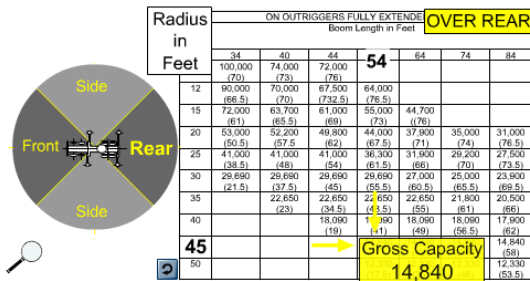 Radius
in
Feet
ON OUTRIGGERS FULLY EXTENDE
OVER REAR
Boom Length in Feet
34 40 44 54 64 74 84
100,000 74,000 72,000
(70) (73) (76)
12 90,000 70,000 67,500 64,000
(66.5) (70) (732.5) (76.5)
15 72,000 63,700 61,000 55,000 44,700
(61) (65.5) (69) (73) ((76)
20 53,000 52,200 49,800 44,000 37,900 35,000 31,000
(50.5) (57.5 (62) (67.5) (71) (74) (76.5)
25 41,000 41,000 41,000 36,300 31,900 29,200 27,500
(38.5) (48) (54) (61.5) (66) (70) (73.5)
30 29,690 29,690 29,690 29,690 27,000 25,000 23,900
(21.5) (37.5) (45) (55.5) (60.5) (65.5) (69.5)
35 22,650 22,650 22,650 22,650 21,800 20,500
(23) (34.5) (55) (61) (66)
40 18,090 18,090 18,090 17,900
(19) (49) (56.5) (62)
45 14,840
(58)
50 12,330
(53.5)
Gross Capacity
14,840
Side
Front
Rear
Side